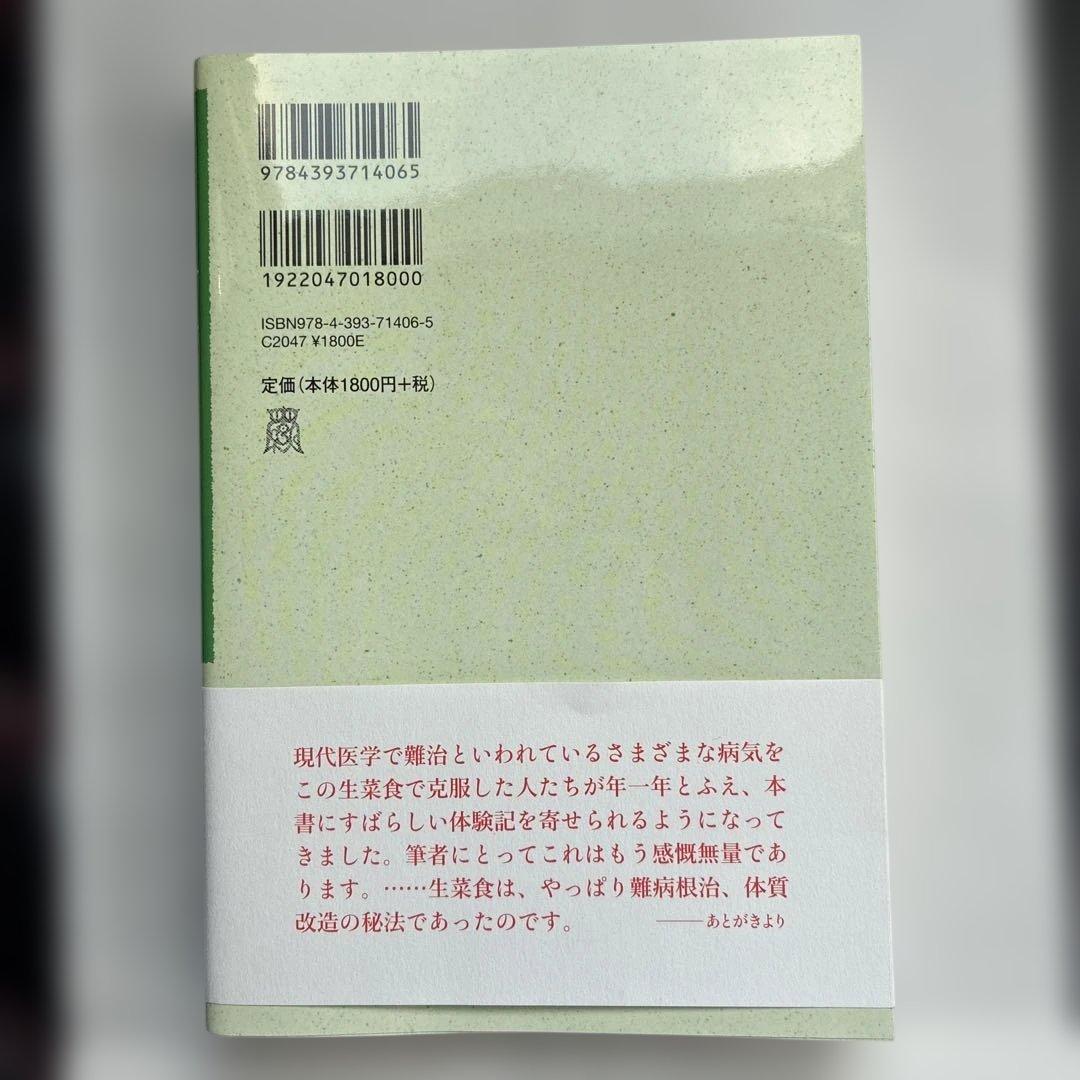 9784393714065
1922047018000
ISBN978-4-393-71406-5
C2047 ¥1800E
定価(本体1800円+税)
現代医学で難治といわれているさまざまな病気を
この生菜食で克服した人たちが年一年とふえ、本
書にすばらしい体験記を寄せられるようになって
きました。筆者にとってこれはもう感慨無量であ
ります。……生菜食は、やっぱり難病根治、体質
改造の秘法であったのです。 ——あとがきより